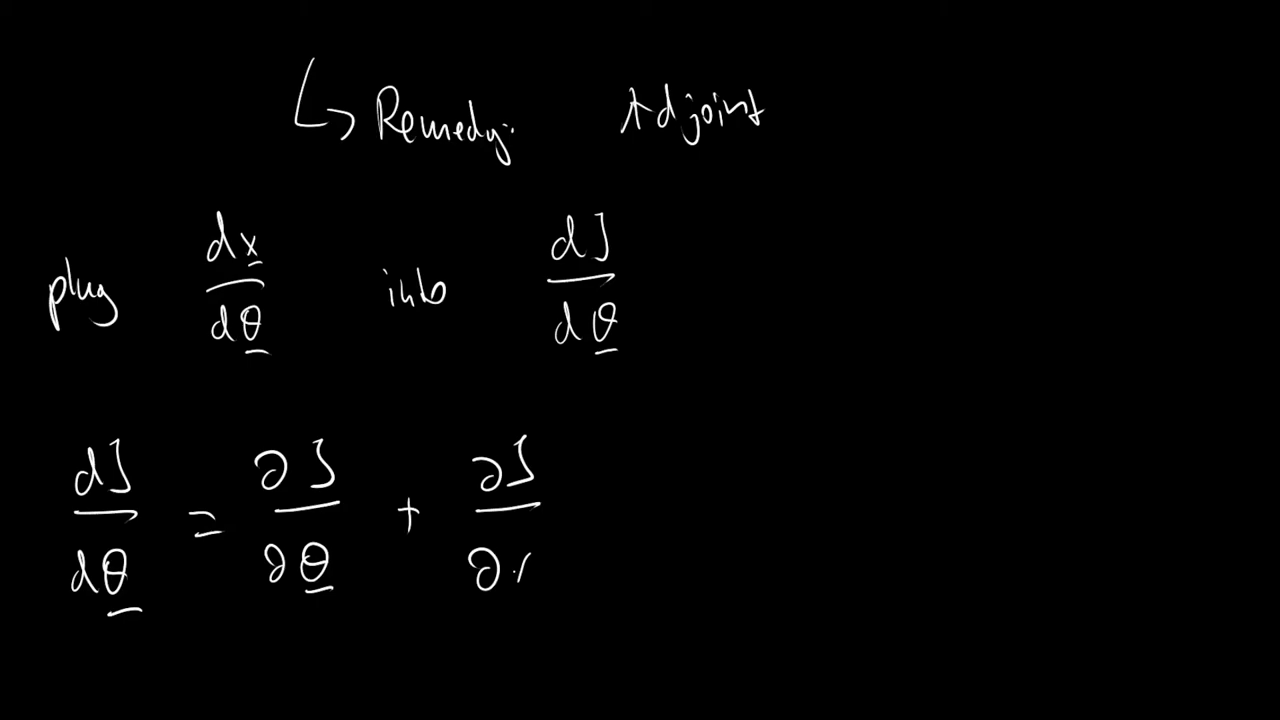 ↳ Remedy: Adjoint
plug dx/dθ into dJ/dθ
dJ/dθ = ∂J/∂θ + ∂J/∂